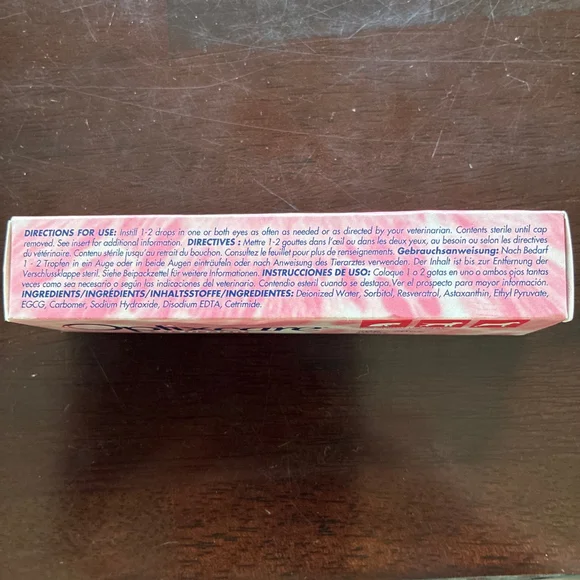 DIRECTIONS FOR USE: Instill 1-2 drops in one or both eyes as often as needed or as directed by your veterinarian. Contents sterile until cap
removed. See insert for additional information. DIRECTIVES : Mettre 1-2 gouttes dans l'œil ou dans les deux yeux, au besoin ou selon les directives
du vétérinaire. Contenu stérile jusqu'au retrait du bouchon. Consultez le feuillet pour plus de renseignements. Gebrauchsanweisung: Nach Bedarf
1 - 2 Tropfen in ein Auge oder in beide Augen einträufeln oder nach Anweisung des Tierarztes verwenden. Der Inhalt ist bis zur Entfernung der
Verschlussklappe steril. Siehe Beipackzettel für weitere Informationen. INSTRUCCIONES DE USO: Coloque 1 o 2 gotas en uno o ambos ojos tantas
veces como sea necesario o según las indicaciones del veterinario. Contendio esteril cuando se destapa. Ver el prospecto para mayor información.
INGREDIENTS/INGRÉDIENTS/INHALTSSTOFFE/INGREDIENTES: Deionized Water, Sorbitol, Resveratrol, Astaxanthin, Ethyl Pyruvate,
EGCG, Carbomer, Sodium Hydroxide, Disodium EDTA, Cetrimide.